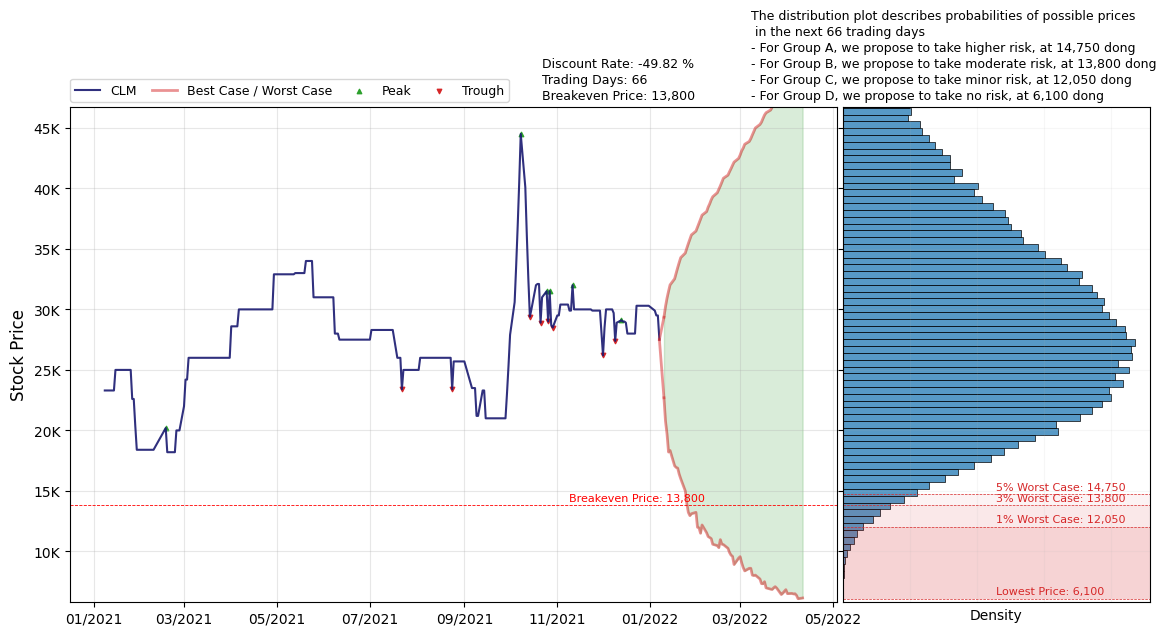 The distribution plot describes probabilities of possible prices
in the next 66 trading days
- For Group A, we propose to take higher risk, at 14,750 dong
- For Group B, we propose to take moderate risk, at 13,800 dong
- For Group C, we propose to take minor risk, at 12,050 dong
- For Group D, we propose to take no risk, at 6,100 dong
Discount Rate: -49.82 %
Trading Days: 66
Breakeven Price: 13,800
CLM
Best Case / Worst Case
Peak
Trough
Stock Price
45K
40K
35K
30K
25K
20K
15K
10K
Breakeven Price: 13,800
5% Worst Case: 14,750
3% Worst Case: 13,800
1% Worst Case: 12,050
Lowest Price: 6,100
01/2021
03/2021
05/2021
07/2021
09/2021
11/2021
01/2022
03/2022
05/2022
Density